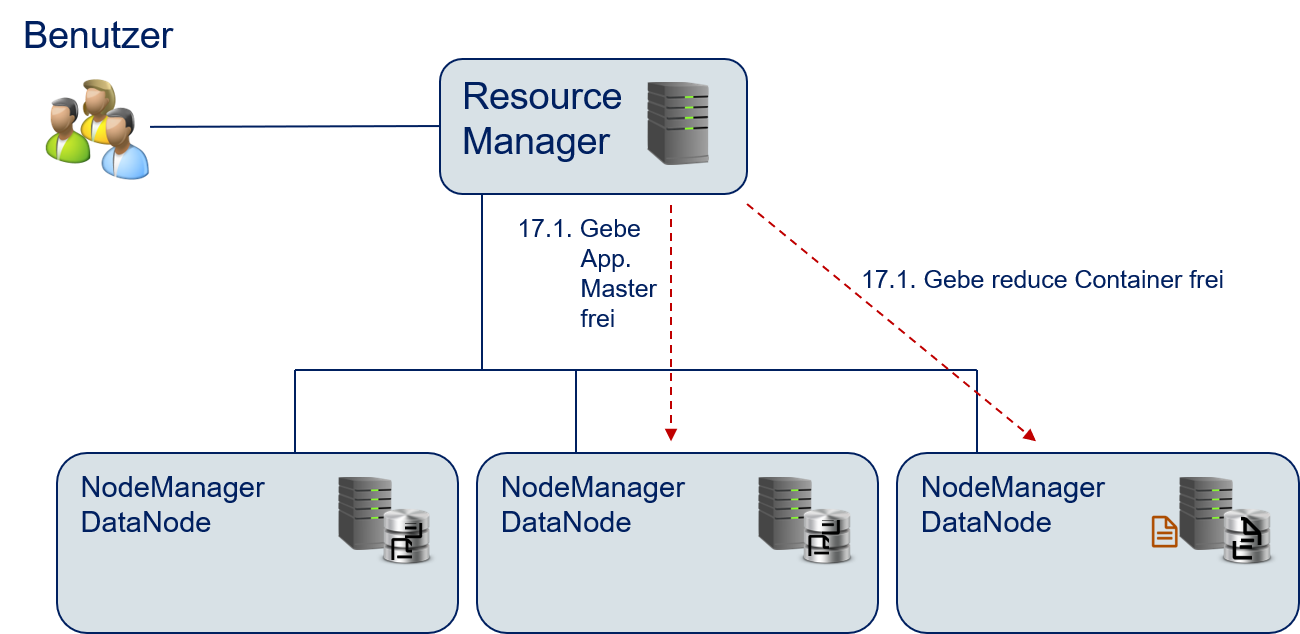 Benutzer
Resource
Manager
17.1. Gebe
App.
Master
frei
17.1. Gebe reduce Container frei
NodeManager
DataNode
NodeManager
DataNode
NodeManager
DataNode